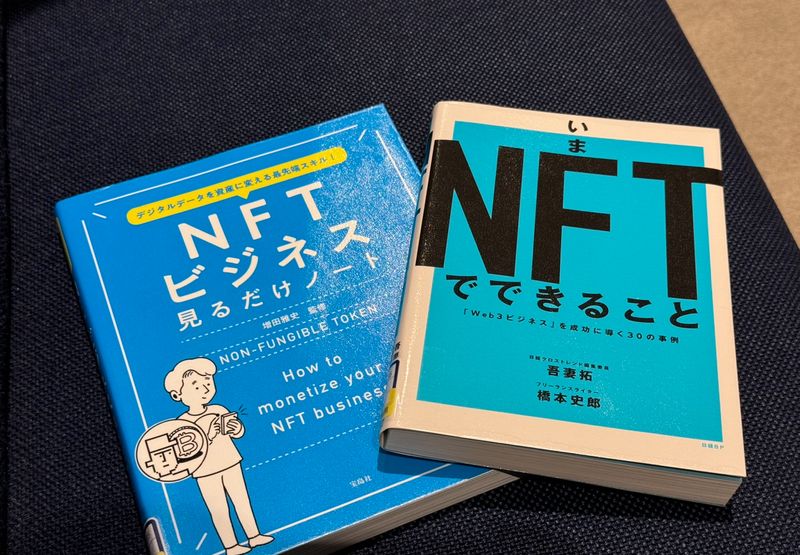 デジタルデータを資産に変える最先端スキル!
NFT
ビジネス
見るだけノート
増田雅史 監修
NON-FUNGIBLE TOKEN
How to
monetize your
NFT business
宝島社
いま
NFT
でできること
「Web3ビジネス」を成功に導く30の事例
日経クロストレンド編集委員
吾妻拓
フリーランスライター
橋本史郎
日経BP